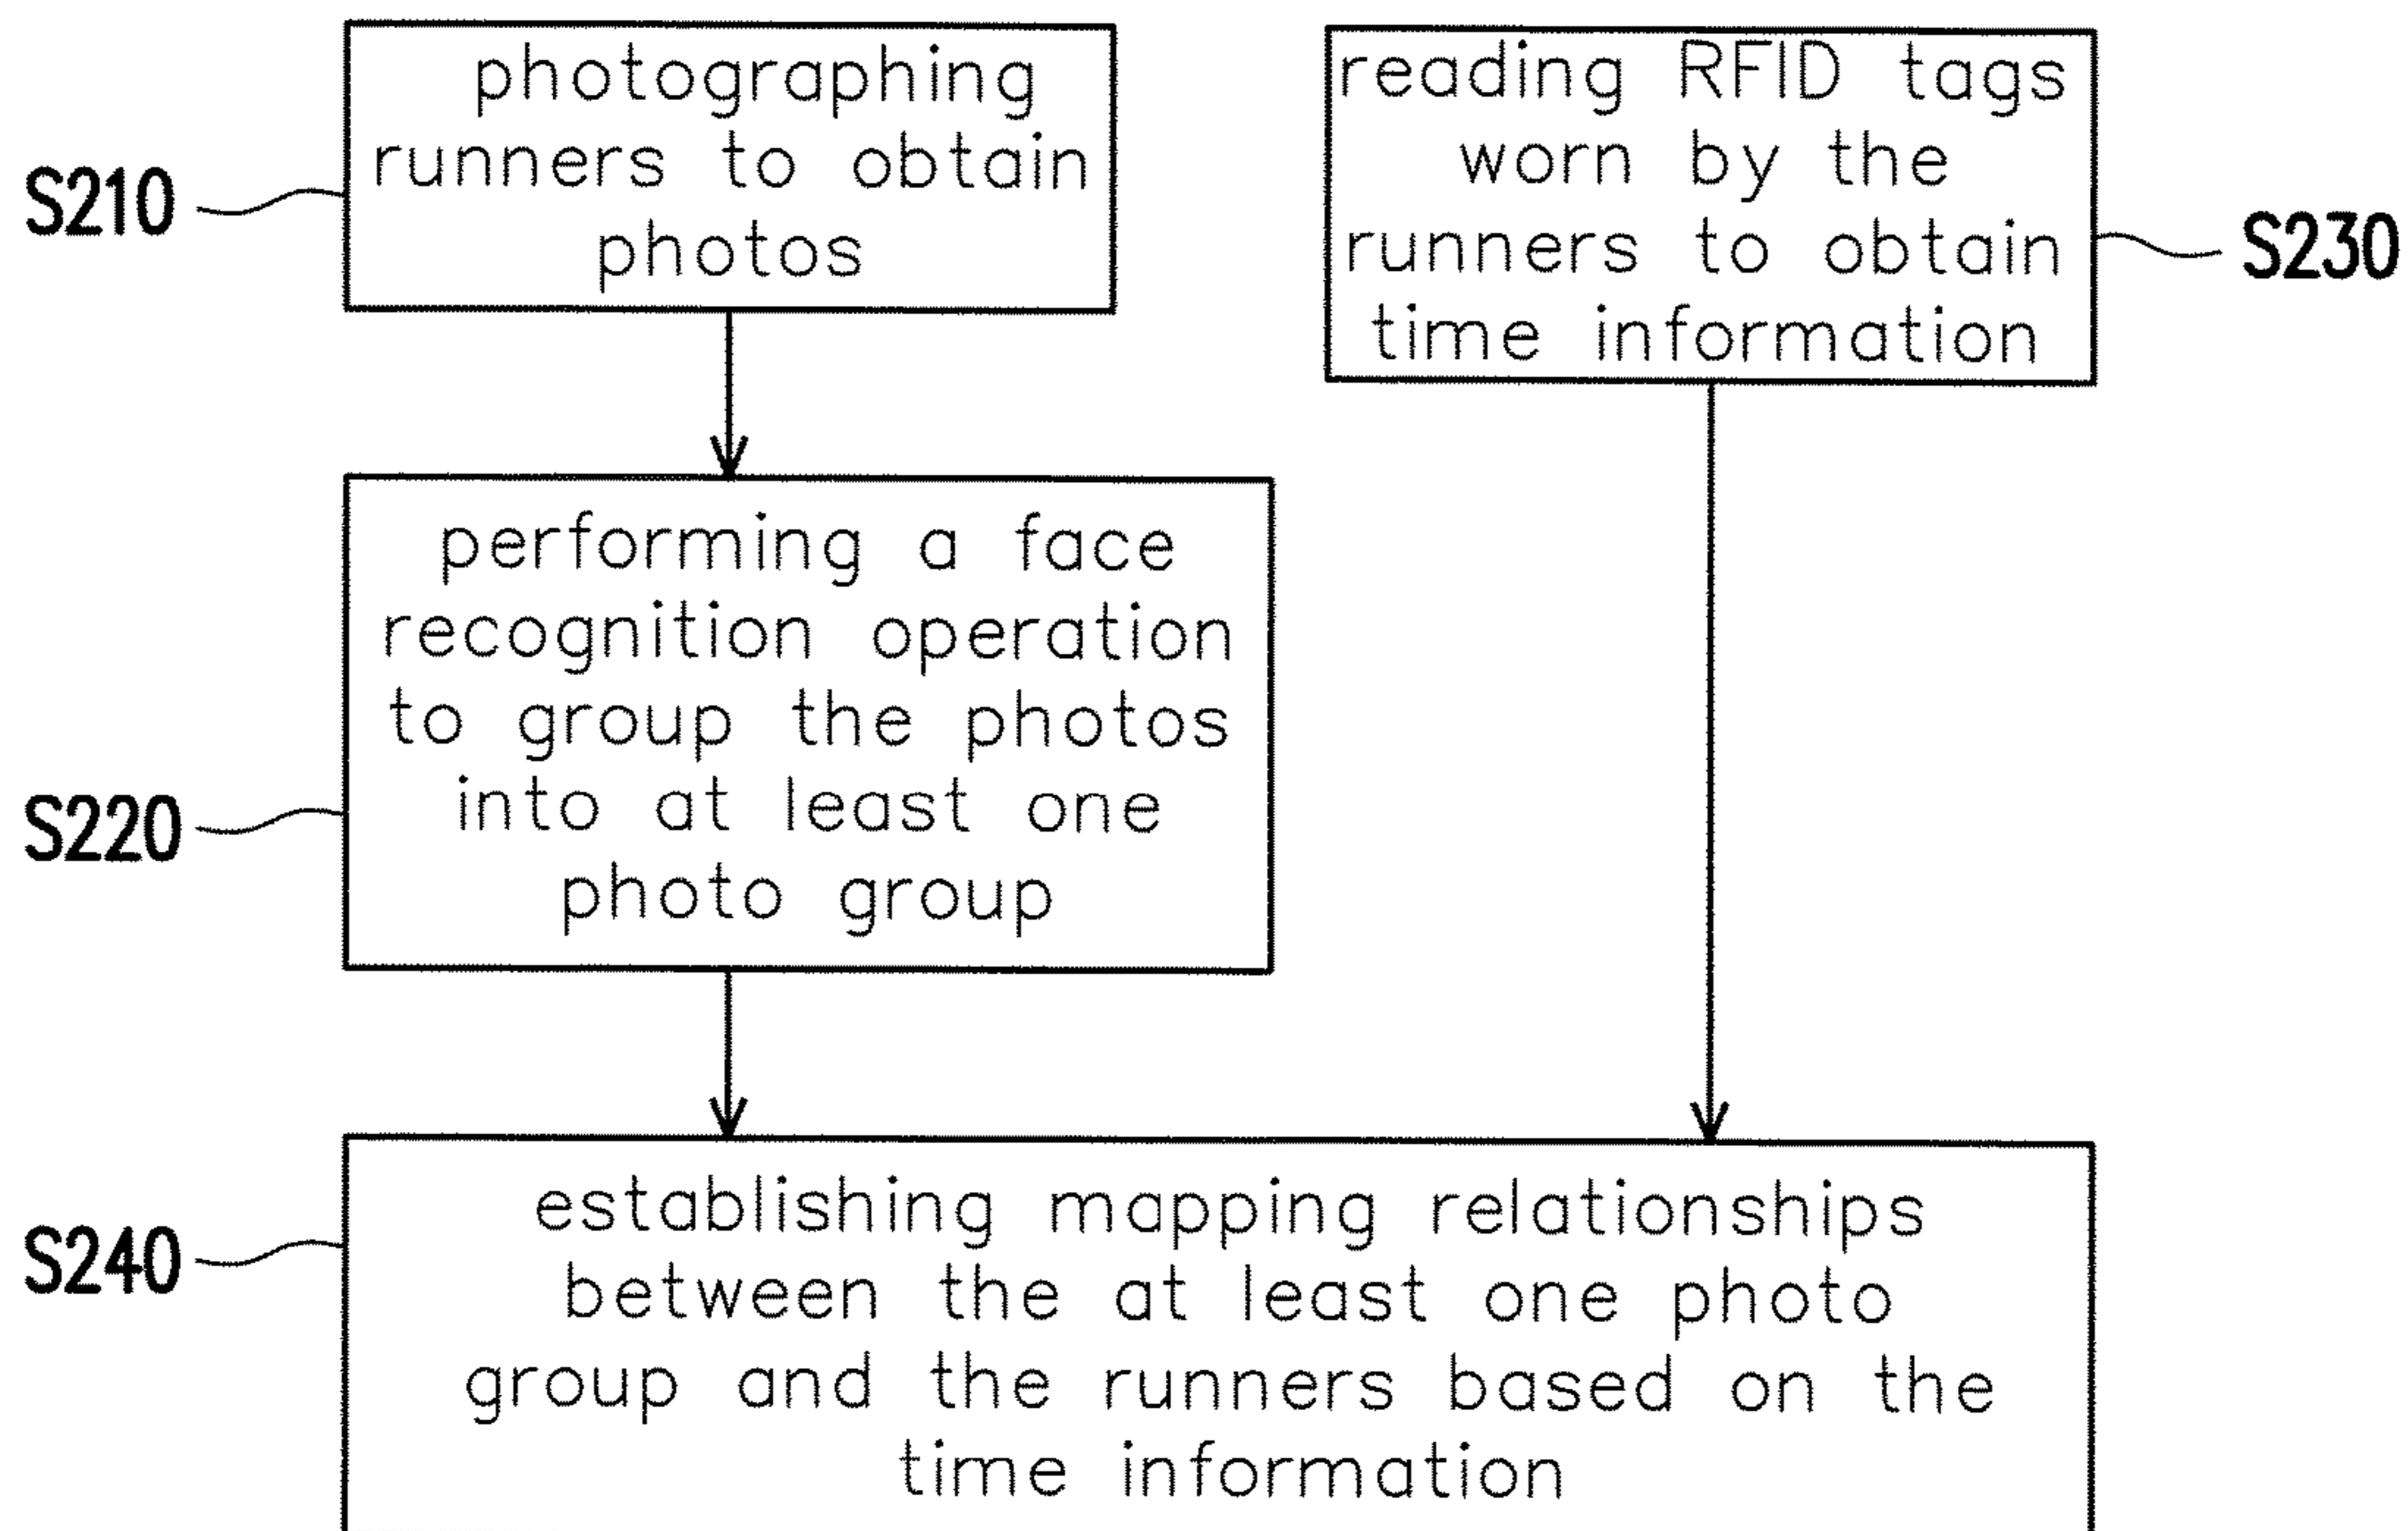 S210
photographing
runners to obtain
photos
reading RFID tags
worn by the
runners to obtain
time information
S230
S220
performing a face
recognition operation
to group the photos
into at least one
photo group
S240
establishing mapping relationships
between the at least one photo
group and the runners based on the
time information